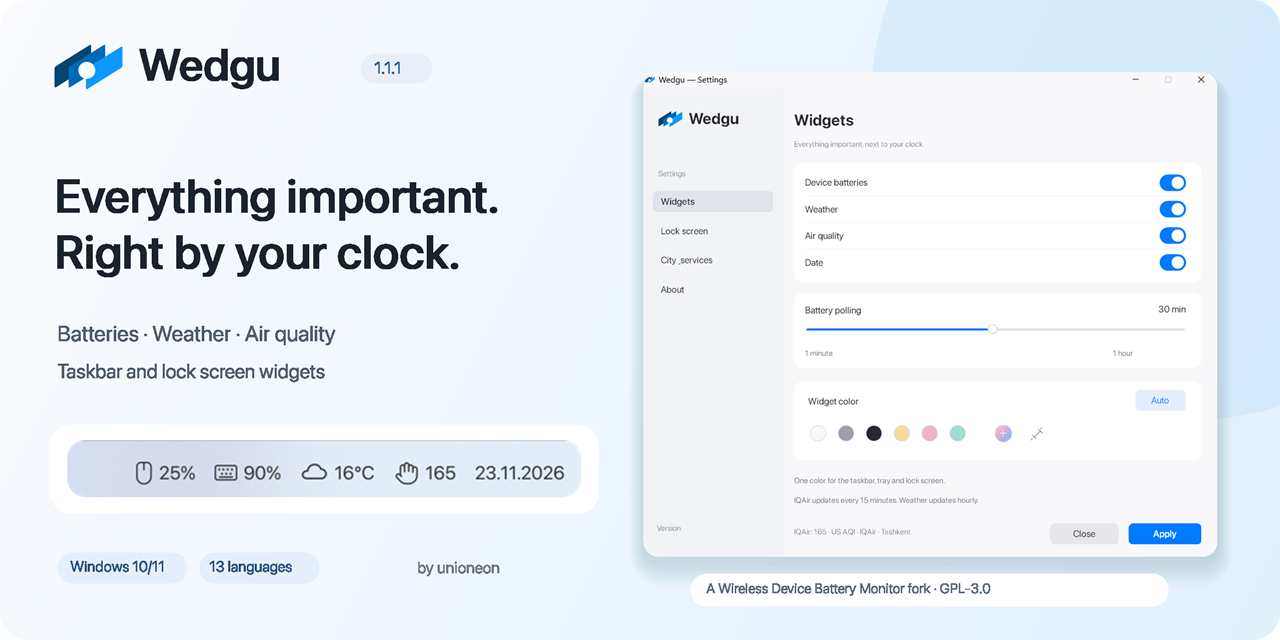 Wedgu
1.1.1
Everything important.
Right by your clock.
Batteries · Weather · Air quality
Taskbar and lock screen widgets
25% 90% 16°C 165 23.11.2026
Windows 10/11
13 languages
by unioneon
Wedgu — Settings
Wedgu
Settings
Widgets
Lock screen
City_services
About
Version
Widgets
Everything important, next to your clock.
Device batteries
Weather
Air quality
Date
Battery polling
30 min
1 minute
1 hour
Widget color
Auto
One color for the taskbar, tray and lock screen.
IQAir updates every 15 minutes. Weather updates hourly.
IQAir: 165 · US AQI · IQAir · Tashkent
Close
Apply
A Wireless Device Battery Monitor fork · GPL-3.0